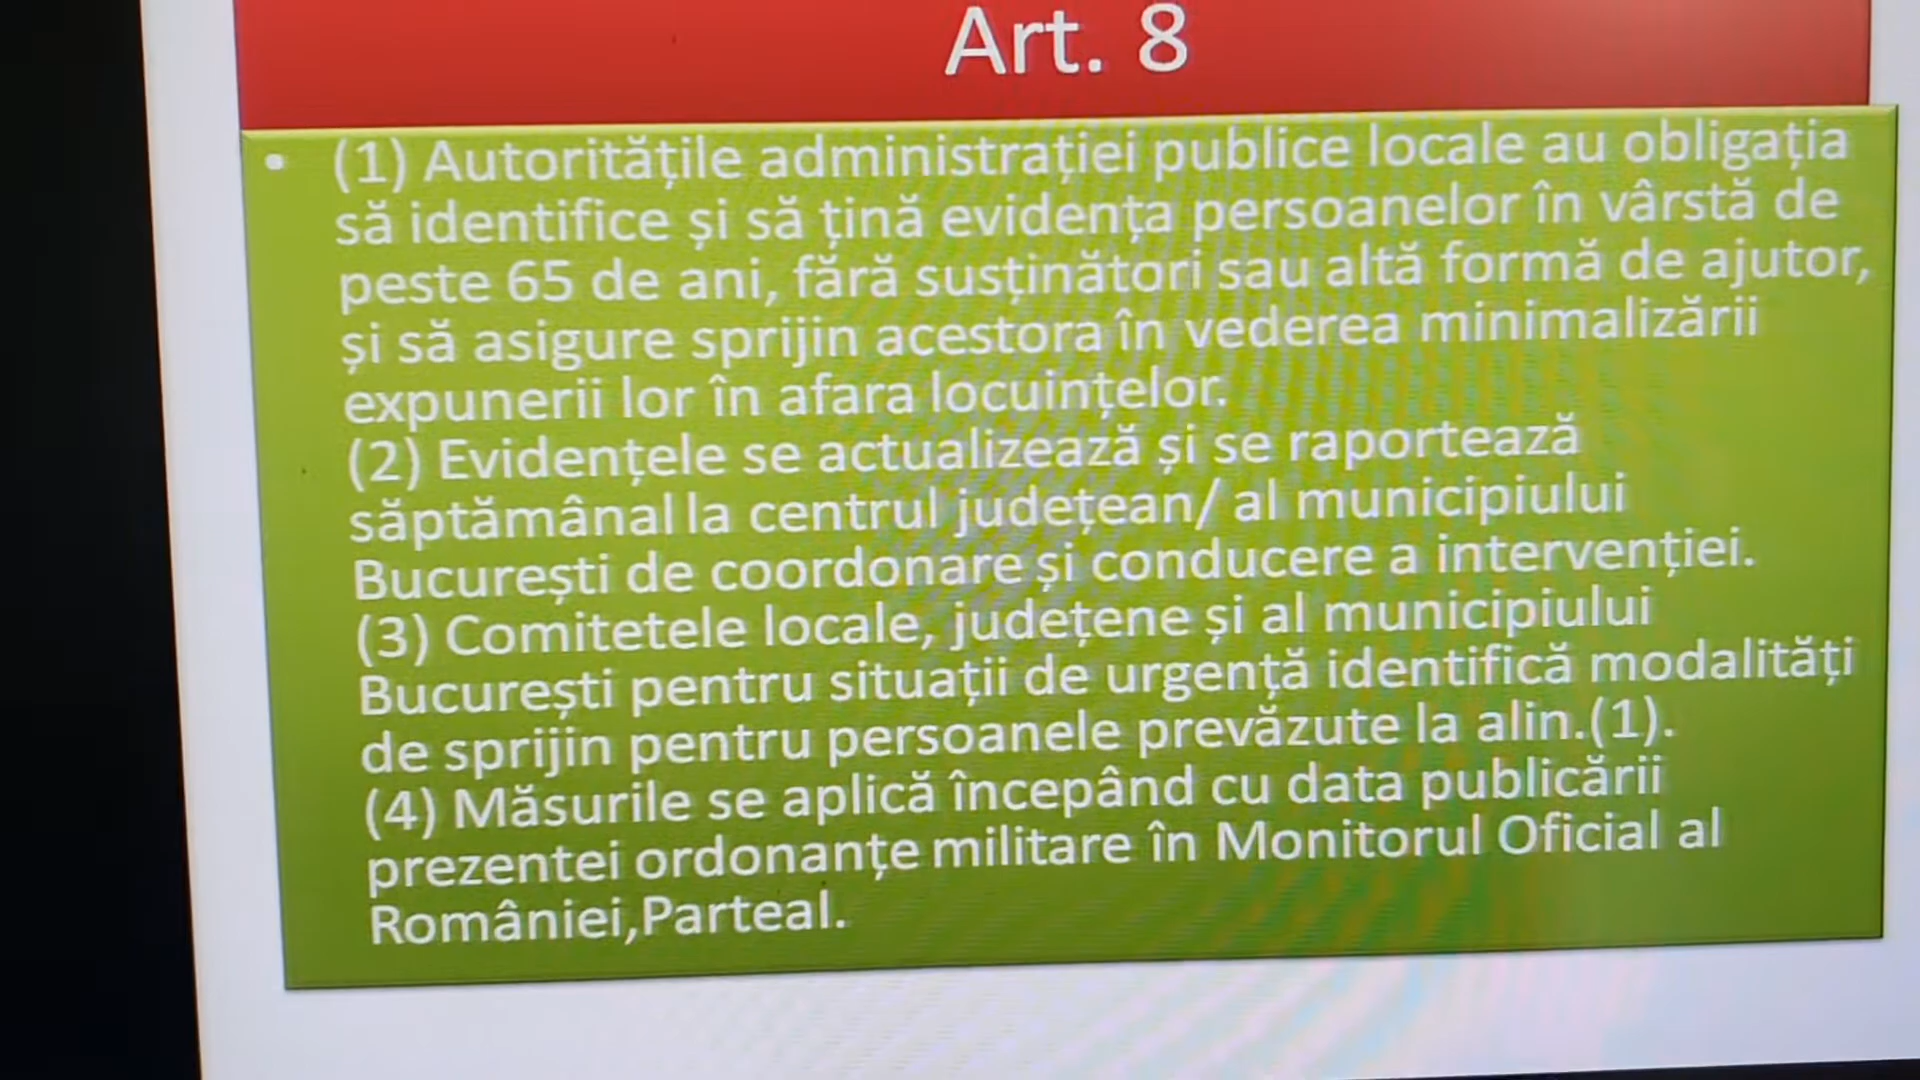 Art. 8
• (1) Autoritățile administrației publice locale au obligația
să identifice și să țină evidența persoanelor în vârstă de
peste 65 de ani, fără susținători sau altă formă de ajutor,
și să asigure sprijin acestora în vederea minimalizării
expunerii lor în afara locuințelor.
(2) Evidențele se actualizează și se raportează
săptămânal la centrul județean/ al municipiului
București de coordonare și conducere a intervenției.
(3) Comitetele locale, județene și al municipiului
București pentru situații de urgență identifică modalități
de sprijin pentru persoanele prevăzute la alin.(1).
(4) Măsurile se aplică începând cu data publicării
prezentei ordonanțe militare în Monitorul Oficial al
României,Parteal.